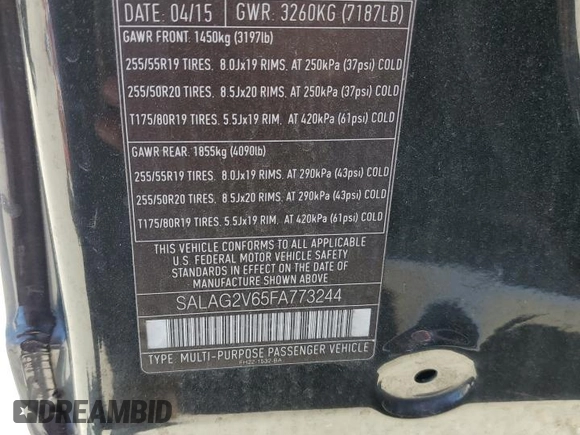 DATE: 04/15 GWR: 3260KG (7187LB)
GAWR FRONT: 1450kg (3197lb)
255/55R19 TIRES. 8.0Jx19 RIMS. AT 250kPa (37psi) COLD
255/50R20 TIRES. 8.5Jx20 RIMS. AT 250kPa (37psi) COLD
T175/80R19 TIRES. 5.5Jx19 RIM. AT 420kPa (61psi) COLD
GAWR REAR: 1855kg (4090lb)
255/55R19 TIRES. 8.0Jx19 RIMS. AT 290kPa (43psi) COLD
255/50R20 TIRES. 8.5Jx20 RIMS. AT 290kPa (43psi) COLD
T175/80R19 TIRES. 5.5Jx19 RIM. AT 420kPa (61psi) COLD
THIS VEHICLE CONFORMS TO ALL APPLICABLE
U.S. FEDERAL MOTOR VEHICLE SAFETY
STANDARDS IN EFFECT ON THE DATE OF
MANUFACTURE SHOWN ABOVE.
SALAG2V65FA773244
TYPE: MULTI-PURPOSE PASSENGER VEHICLE
FH22-1532-BA
DREAMBID